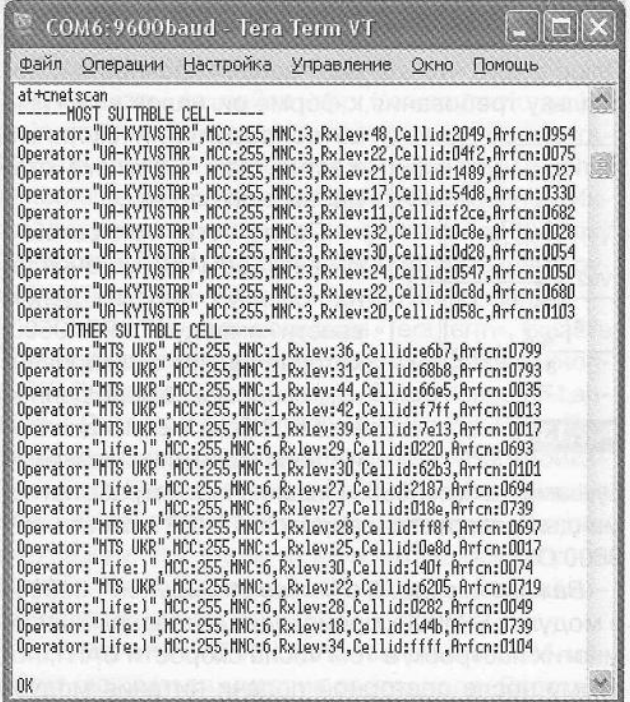 COM6:9600baud - Tera Term VT
Файл Операции Настройка Управление Окно Помощь
at+cnetscan
------MOST SUITABLE CELL------
Operator:"UA-KYIVSTAR",MCC:255,MNC:3,Rxlev:48,Cellid:2049,Arfcn:0954
Operator:"UA-KYIVSTAR",MCC:255,MNC:3,Rxlev:22,Cellid:04f2,Arfcn:0075
Operator:"UA-KYIVSTAR",MCC:255,MNC:3,Rxlev:21,Cellid:1489,Arfcn:0727
Operator:"UA-KYIVSTAR",MCC:255,MNC:3,Rxlev:17,Cellid:54d8,Arfcn:0330
Operator:"UA-KYIVSTAR",MCC:255,MNC:3,Rxlev:11,Cellid:f2ce,Arfcn:0682
Operator:"UA-KYIVSTAR",MCC:255,MNC:3,Rxlev:32,Cellid:0c8e,Arfcn:0028
Operator:"UA-KYIVSTAR",MCC:255,MNC:3,Rxlev:30,Cellid:0d28,Arfcn:0054
Operator:"UA-KYIVSTAR",MCC:255,MNC:3,Rxlev:24,Cellid:0547,Arfcn:0050
Operator:"UA-KYIVSTAR",MCC:255,MNC:3,Rxlev:22,Cellid:0c8d,Arfcn:0680
Operator:"UA-KYIVSTAR",MCC:255,MNC:3,Rxlev:20,Cellid:058c,Arfcn:0103
------OTHER SUITABLE CELL------
Operator:"MTS UKR",MCC:255,MNC:1,Rxlev:36,Cellid:e6b7,Arfcn:0799
Operator:"MTS UKR",MCC:255,MNC:1,Rxlev:31,Cellid:68b8,Arfcn:0793
Operator:"MTS UKR",MCC:255,MNC:1,Rxlev:44,Cellid:66e5,Arfcn:0035
Operator:"MTS UKR",MCC:255,MNC:1,Rxlev:42,Cellid:f7ff,Arfcn:0013
Operator:"MTS UKR",MCC:255,MNC:1,Rxlev:39,Cellid:7e13,Arfcn:0017
Operator:"life:)",MCC:255,MNC:6,Rxlev:29,Cellid:0220,Arfcn:0693
Operator:"MTS UKR",MCC:255,MNC:1,Rxlev:30,Cellid:62b3,Arfcn:0101
Operator:"life:)",MCC:255,MNC:6,Rxlev:27,Cellid:2187,Arfcn:0694
Operator:"life:)",MCC:255,MNC:6,Rxlev:27,Cellid:018e,Arfcn:0739
Operator:"MTS UKR",MCC:255,MNC:1,Rxlev:28,Cellid:ff8f,Arfcn:0697
Operator:"MTS UKR",MCC:255,MNC:1,Rxlev:25,Cellid:0e8d,Arfcn:0017
Operator:"life:)",MCC:255,MNC:6,Rxlev:30,Cellid:140f,Arfcn:0074
Operator:"MTS UKR",MCC:255,MNC:1,Rxlev:22,Cellid:6205,Arfcn:0719
Operator:"life:)",MCC:255,MNC:6,Rxlev:28,Cellid:0282,Arfcn:0049
Operator:"life:)",MCC:255,MNC:6,Rxlev:18,Cellid:144b,Arfcn:0739
Operator:"life:)",MCC:255,MNC:6,Rxlev:34,Cellid:ffff,Arfcn:0104
OK